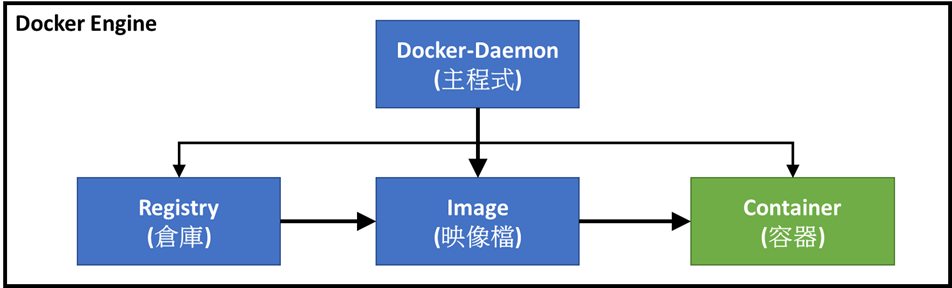 Docker Engine
Docker-Daemon
(主程式)
Registry
(倉庫)
Image
(映像檔)
Container
(容器)